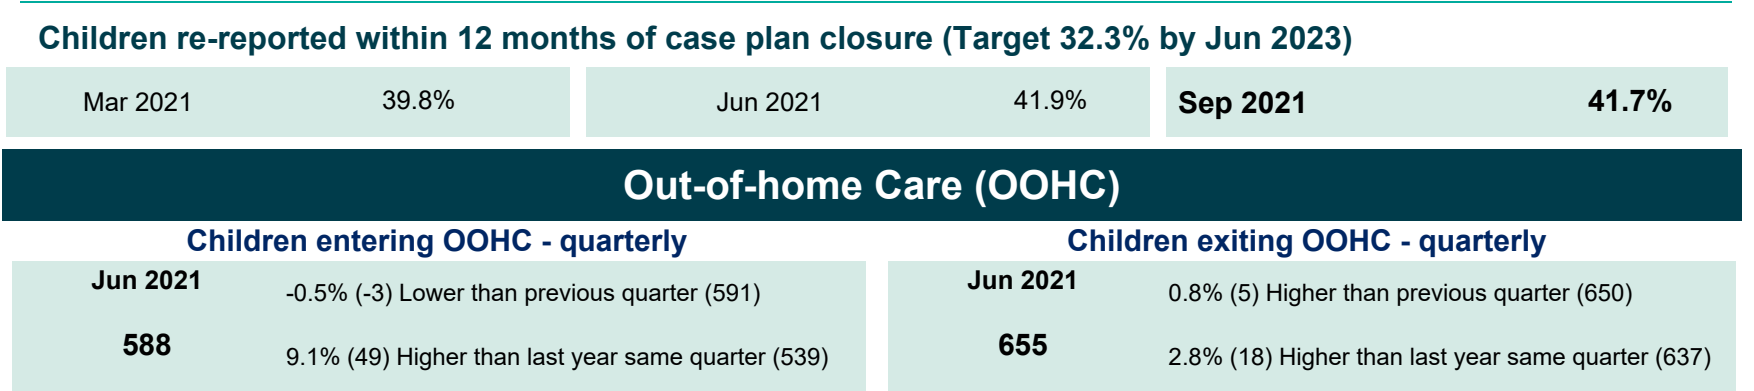 Children re-reported within 12 months of case plan closure (Target 32.3% by Jun 2023)
Mar 2021 39.8% Jun 2021 41.9% Sep 2021 41.7%
Out-of-home Care (OOHC)
Children entering OOHC - quarterly
Jun 2021
-0.5% (-3) Lower than previous quarter (591)
588
9.1% (49) Higher than last year same quarter (539)
Children exiting OOHC - quarterly
Jun 2021
0.8% (5) Higher than previous quarter (650)
655
2.8% (18) Higher than last year same quarter (637)